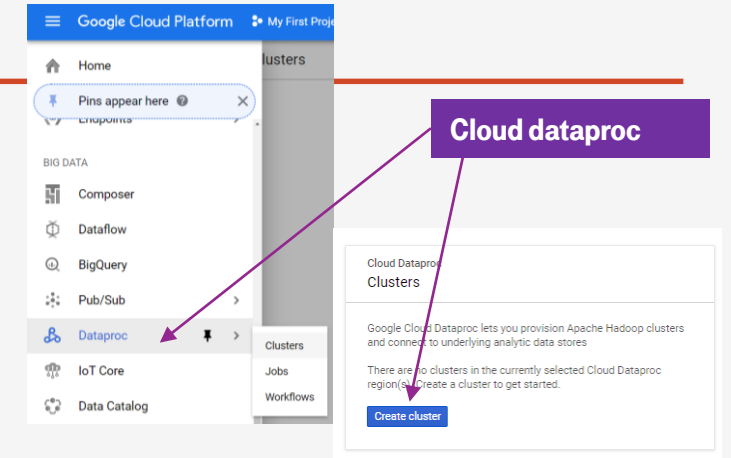 Google Cloud Platform My First Proje
Home
lusters
Pins appear here
Endpoints
Cloud dataproc
BIG DATA
Composer
Dataflow
BigQuery
Pub/Sub
Dataproc
IoT Core
Data Catalog
Clusters
Jobs
Workflows
Cloud Dataproc
Clusters
Google Cloud Dataproc lets you provision Apache Hadoop clusters
and connect to underlying analytic data stores
There are no clusters in the currently selected Cloud Dataproc
region(s). Create a cluster to get started.
Create cluster